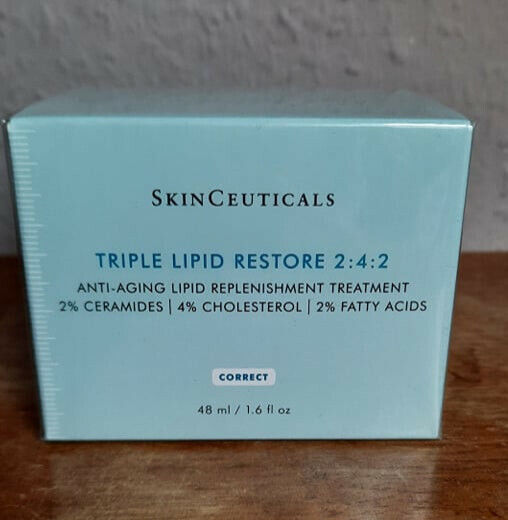 SKINCEUTICALS
TRIPLE LIPID RESTORE 2:4:2
ANTI-AGING LIPID REPLENISHMENT TREATMENT
2% CERAMIDES | 4% CHOLESTEROL | 2% FATTY ACIDS
CORRECT
48 ml / 1.6 fl oz